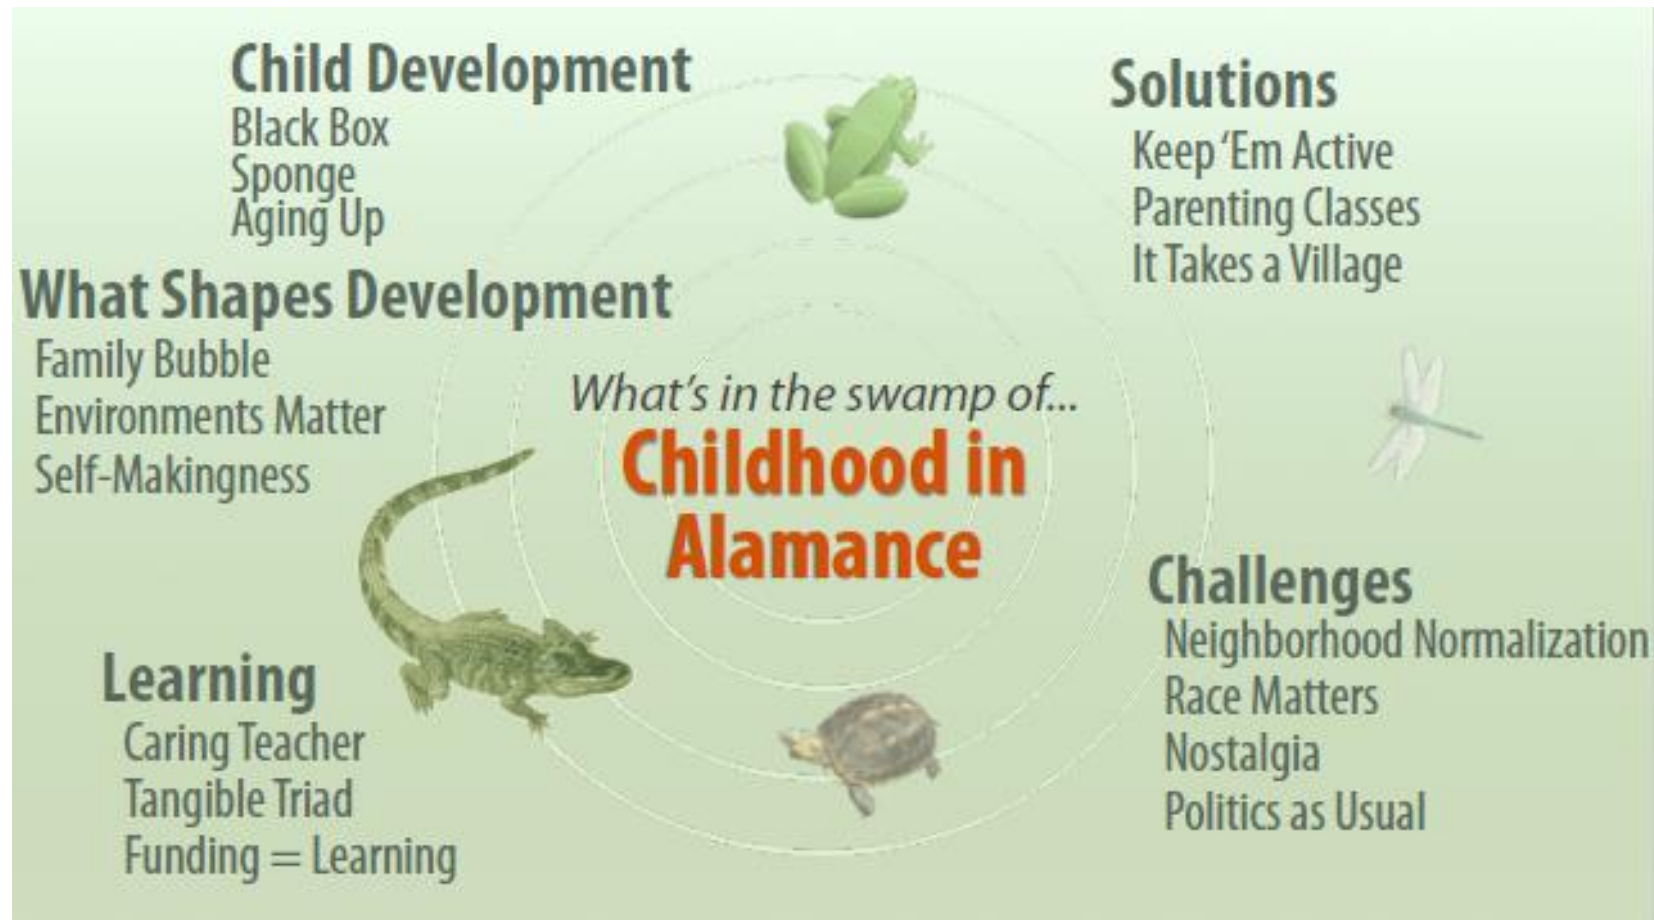 Child Development
Black Box
Sponge
Aging Up
What Shapes Development
Family Bubble
Environments Matter
Self-Makingness
Learning
Caring Teacher
Tangible Triad
Funding = Learning
What's in the swamp of...
Childhood in
Alamance
Solutions
Keep ‘Em Active
Parenting Classes
It Takes a Village
Challenges
Neighborhood Normalization
Race Matters
Nostalgia
Politics as Usual